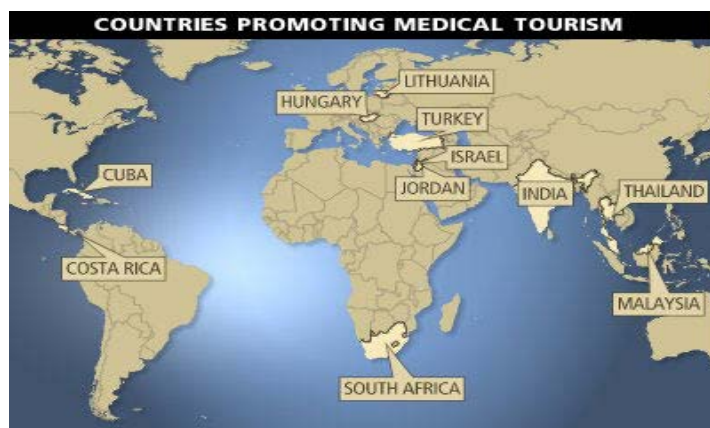 COUNTRIES PROMOTING MEDICAL TOURISM
LITHUANIA
HUNGARY
TURKEY
ISRAEL
CUBA
JORDAN
INDIA
THAILAND
COSTA RICA
MALAYSIA
SOUTH AFRICA